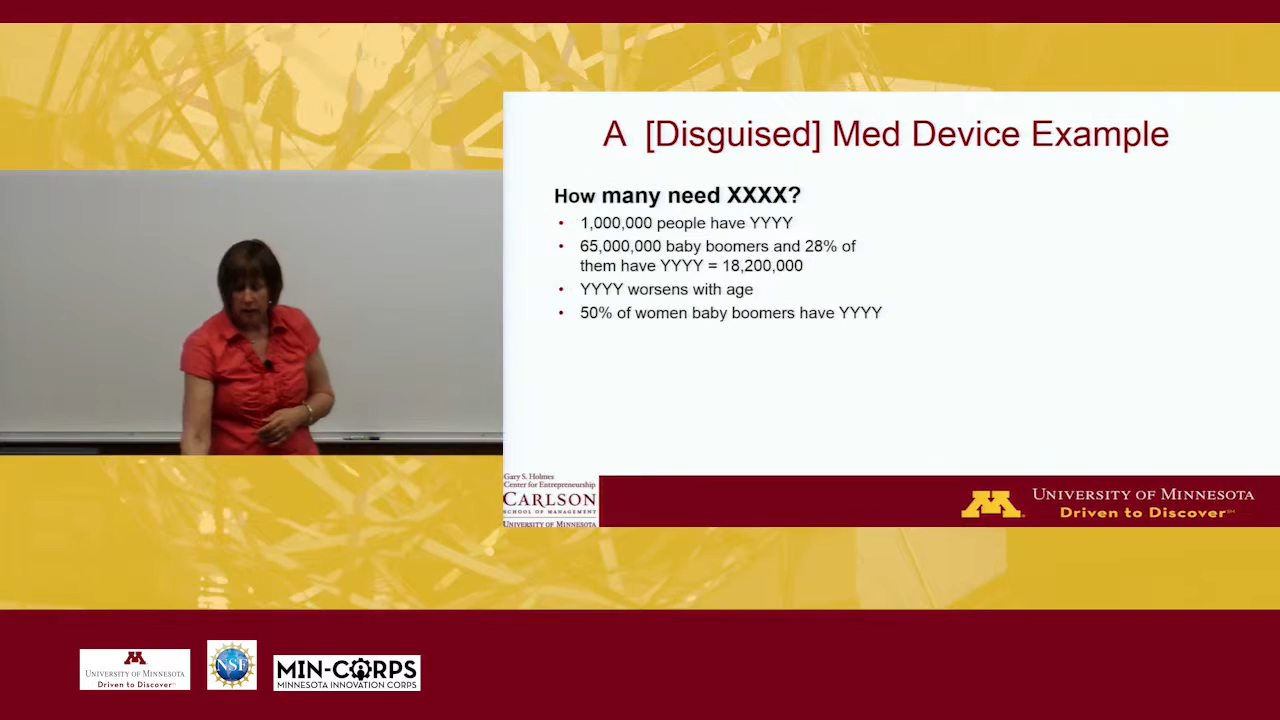 A [Disguised] Med Device Example
How many need XXXX?
• 1,000,000 people have YYYY
• 65,000,000 baby boomers and 28% of
them have YYYY = 18,200,000
• YYYY worsens with age
• 50% of women baby boomers have YYYY
Gary S. Holmes
Center for Entrepreneurship
CARLSON
SCHOOL OF MANAGEMENT
UNIVERSITY OF MINNESOTA
M
UNIVERSITY OF MINNESOTA
Driven to Discover℠
M
UNIVERSITY OF MINNESOTA
Driven to Discover℠
NSF
MIN-CORPS
MINNESOTA INNOVATION CORPS